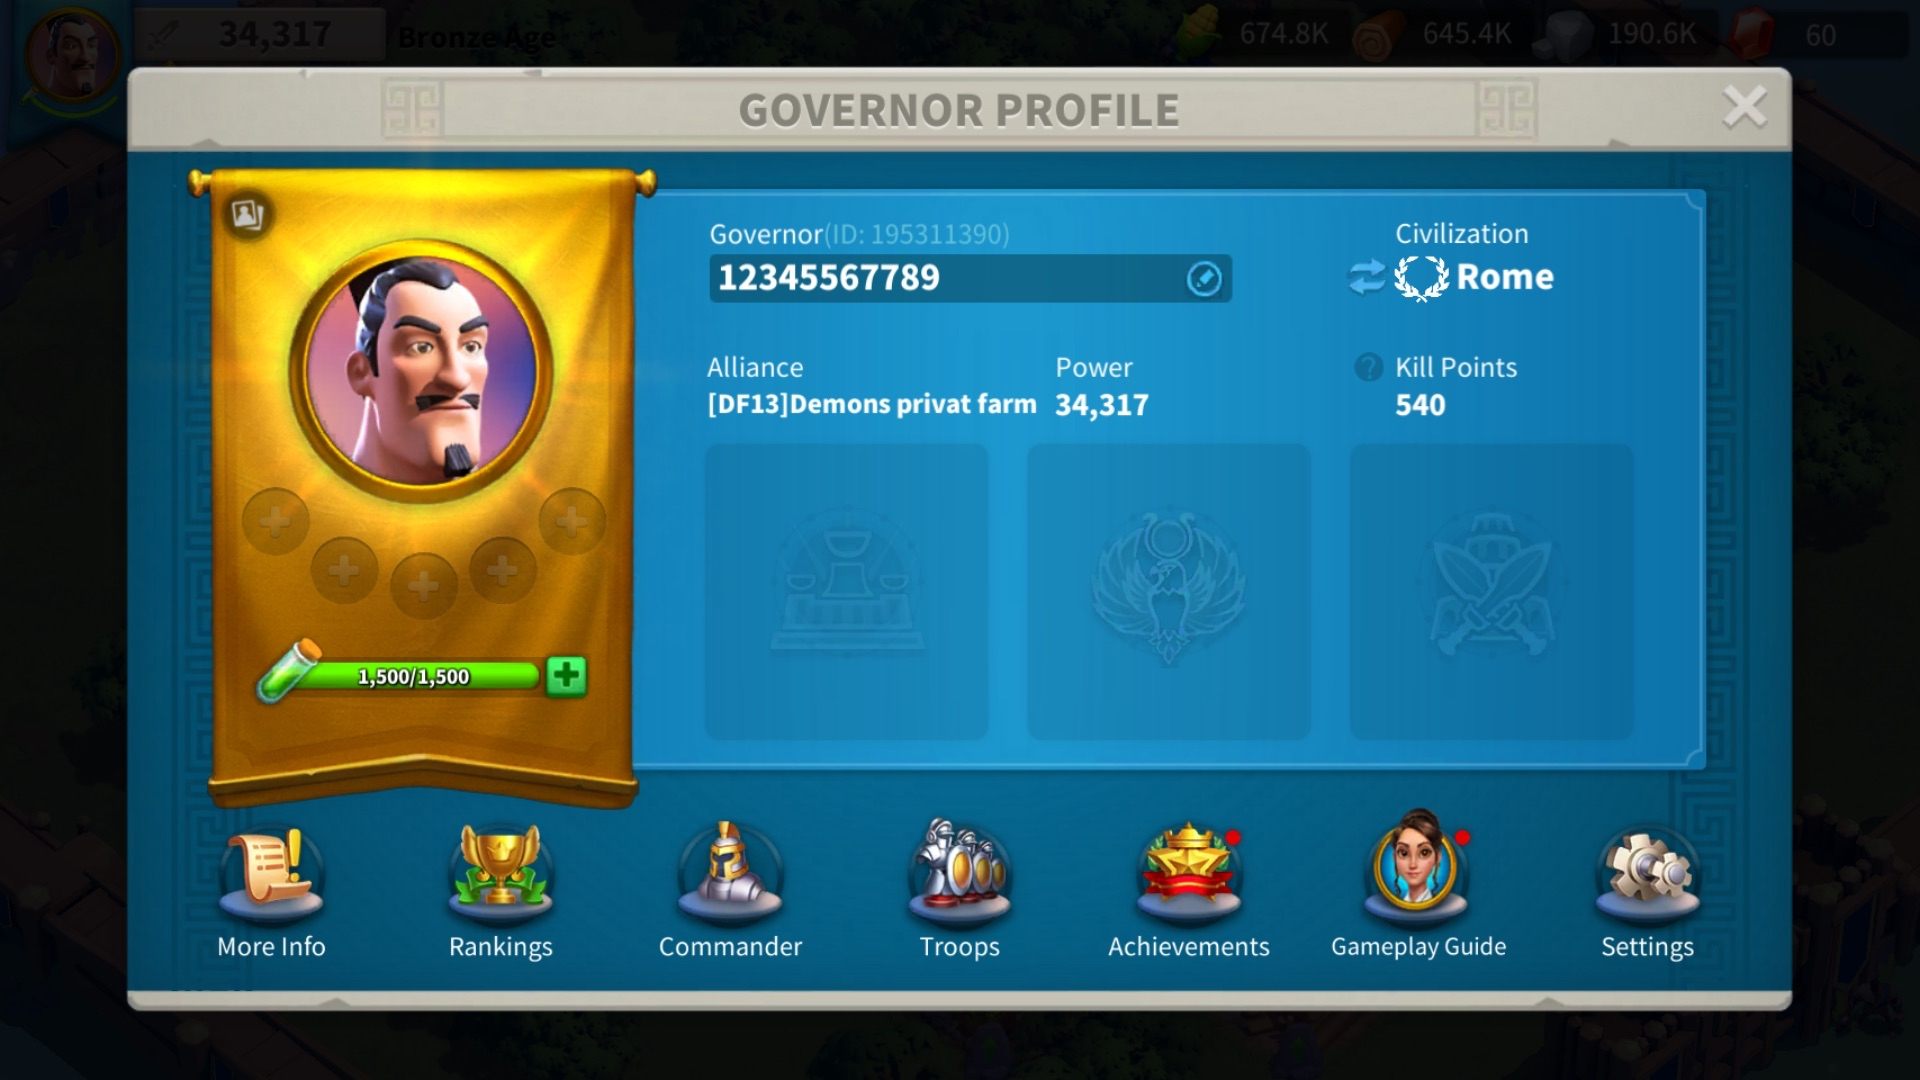 34,317
Bronze Age
674.8K
645.4K
190.6K
60
GOVERNOR PROFILE
Governor(ID: 195311390)
12345567789
Civilization
Rome
Alliance
[DF13]Demons privat farm
Power
34,317
? Kill Points
540
1,500/1,500
More Info
Rankings
Commander
Troops
Achievements
Gameplay Guide
Settings